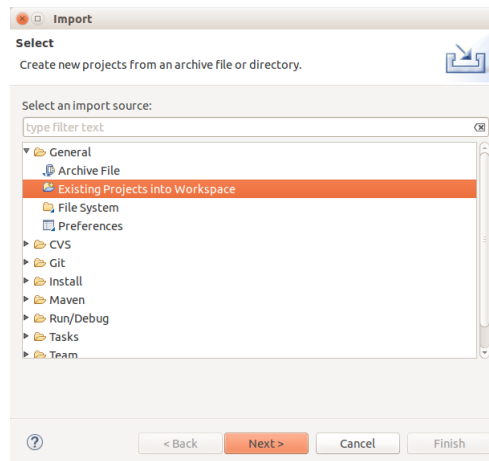 Import
Select
Create new projects from an archive file or directory.
Select an import source:
type filter text
General
Archive File
Existing Projects into Workspace
File System
Preferences
CVS
Git
Install
Maven
Run/Debug
Tasks
Team
? < Back Next > Cancel Finish